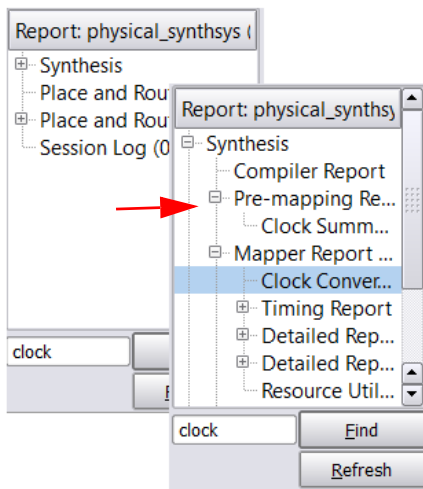 Report: physical_synthsys (
Synthesis
Place and Rou
Place and Rou
Session Log (0
clock
Report: physical_synthsy
Synthesis
Compiler Report
Pre-mapping Re...
Clock Summ...
Mapper Report ...
Clock Conver...
Timing Report
Detailed Rep...
Detailed Rep...
Resource Util...
clock
Find
Refresh